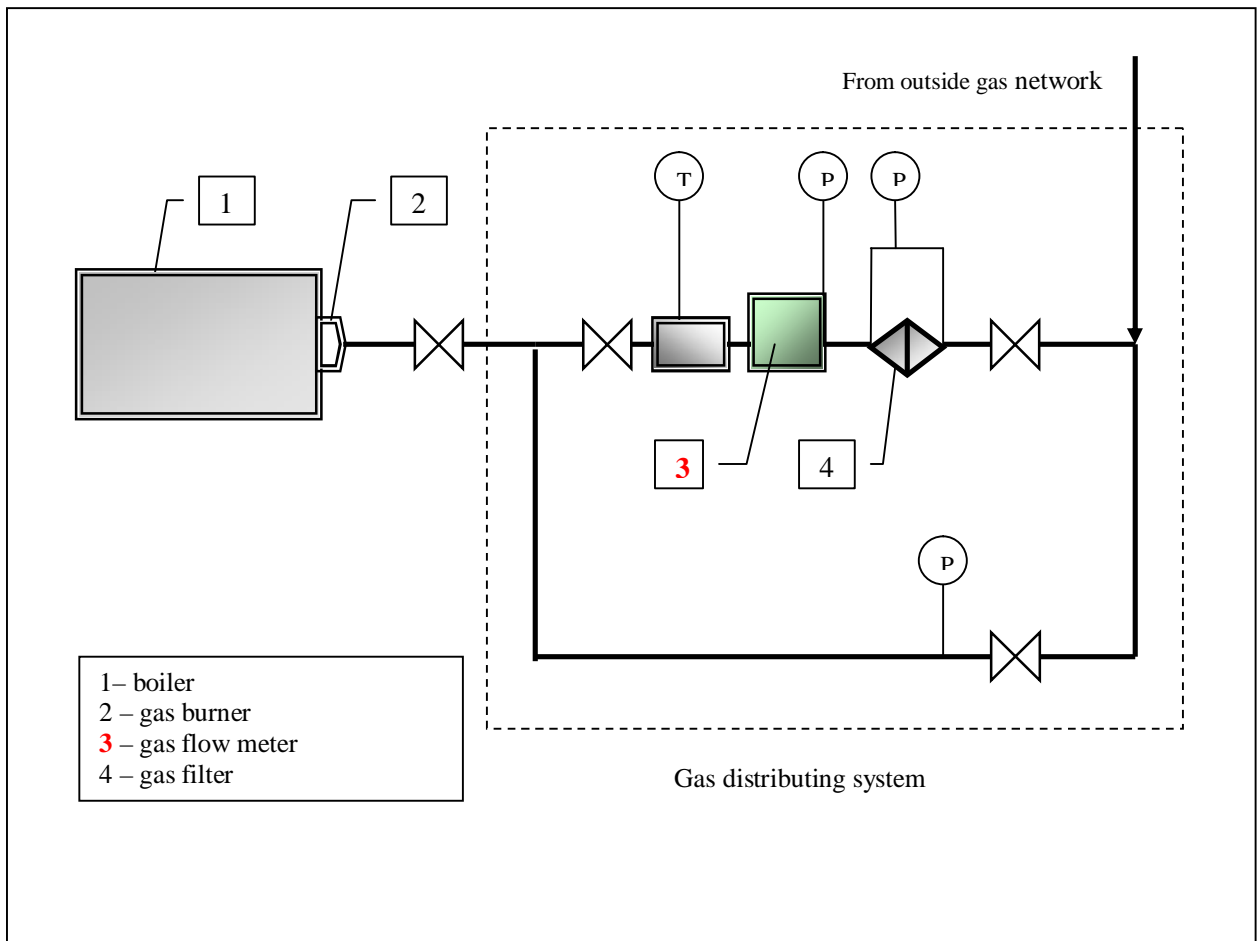 From outside gas network
T
P
P
1
2
3
4
P
1– boiler
2 – gas burner
3 – gas flow meter
4 – gas filter
Gas distributing system